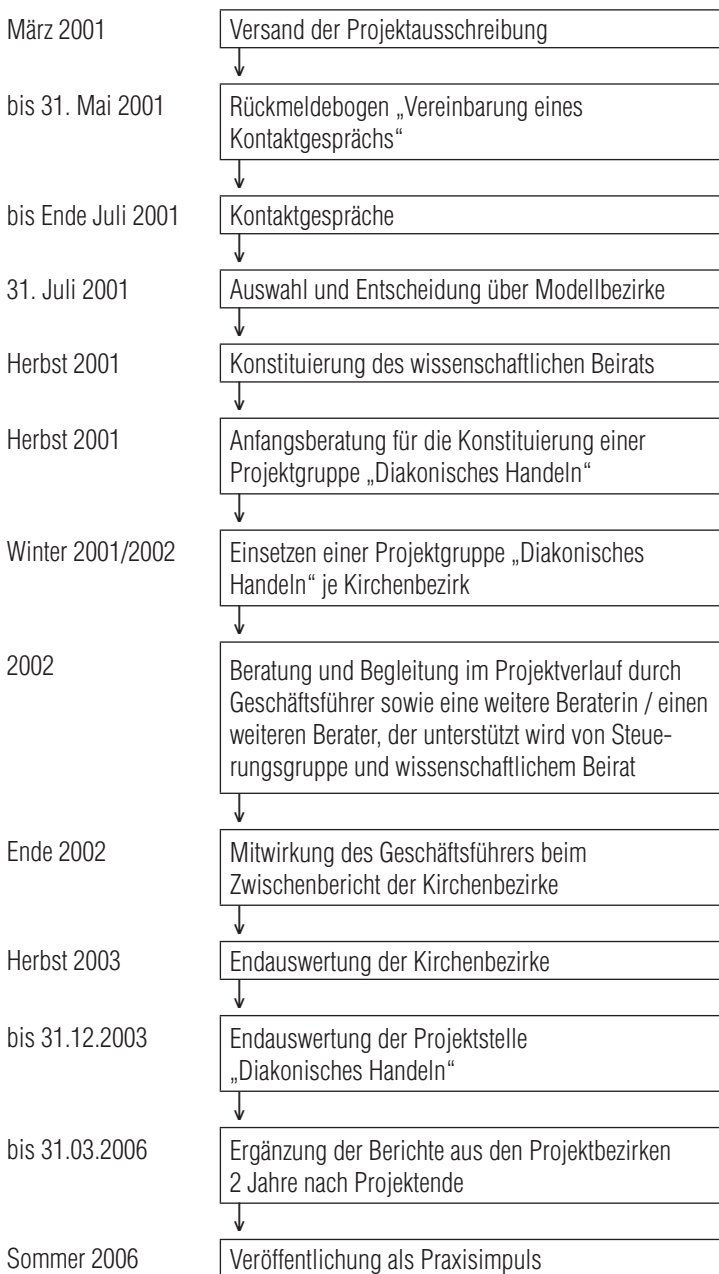 März 2001 Versand der Projektausschreibung
bis 31. Mai 2001 Rückmeldebogen „Vereinbarung eines
Kontaktgesprächs“
bis Ende Juli 2001 Kontaktgespräche
31. Juli 2001 Auswahl und Entscheidung über Modellbezirke
Herbst 2001 Konstituierung des wissenschaftlichen Beirats
Herbst 2001 Anfangsberatung für die Konstituierung einer
Projektgruppe „Diakonisches Handeln“
Winter 2001/2002 Einsetzen einer Projektgruppe „Diakonisches
Handeln“ je Kirchenbezirk
2002 Beratung und Begleitung im Projektverlauf durch
Geschäftsführer sowie eine weitere Beraterin / einen
weiteren Berater, der unterstützt wird von Steue-
rungsgruppe und wissenschaftlichem Beirat
Ende 2002 Mitwirkung des Geschäftsführers beim
Zwischenbericht der Kirchenbezirke
Herbst 2003 Endauswertung der Kirchenbezirke
bis 31.12.2003 Endauswertung der Projektstelle
„Diakonisches Handeln“
bis 31.03.2006 Ergänzung der Berichte aus den Projektbezirken
2 Jahre nach Projektende
Sommer 2006 Veröffentlichung als Praxisimpuls